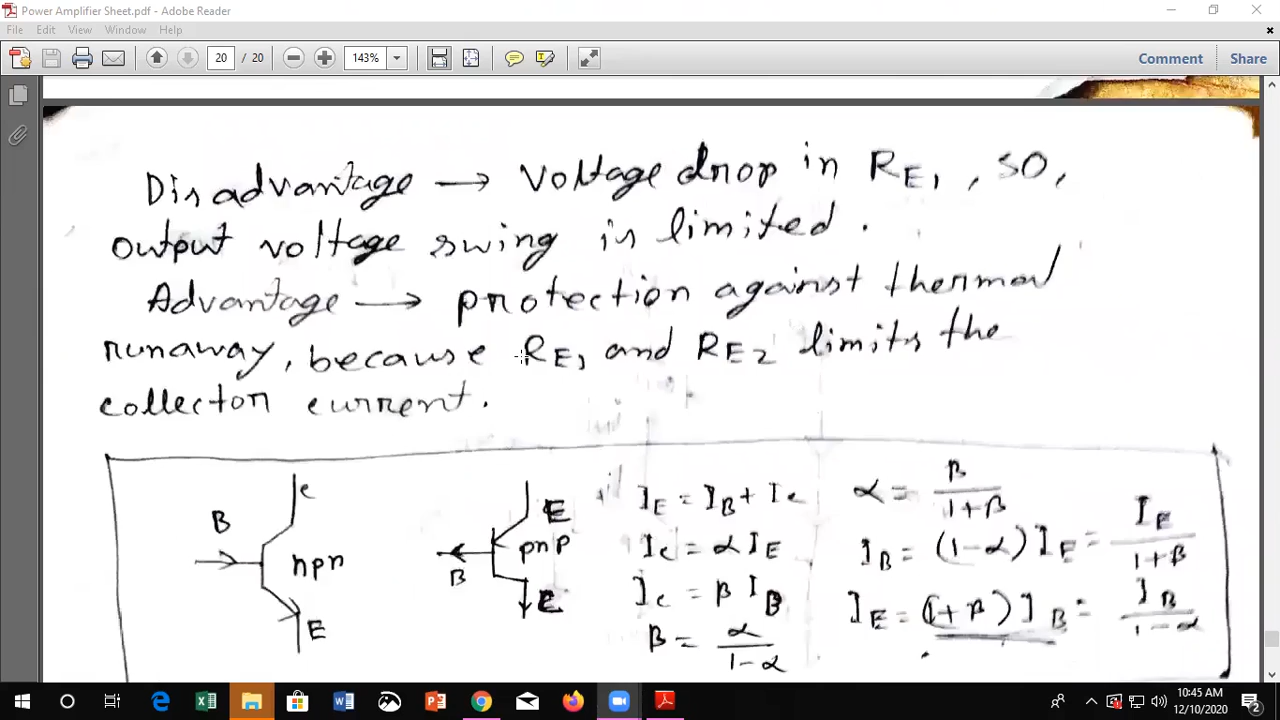 Power Amplifier Sheet.pdf - Adobe Reader
File Edit View Window Help
20 / 20 143% Comment Share
Disadvantage → Voltage drop in RE1, so,
output voltage swing is limited.
Advantage → protection against thermal
runaway, because RE1 and RE2 limits the
collector current.
B C npn E
E pnp B
IE = IB + Ic
Ic = α IE
Ic = β IB
β = α / 1-α
α = β / 1+β
IB = (1-α) IE = IE / 1+β
IE = (1+β) IB = IB / 1-α
10:45 AM
12/10/2020
2